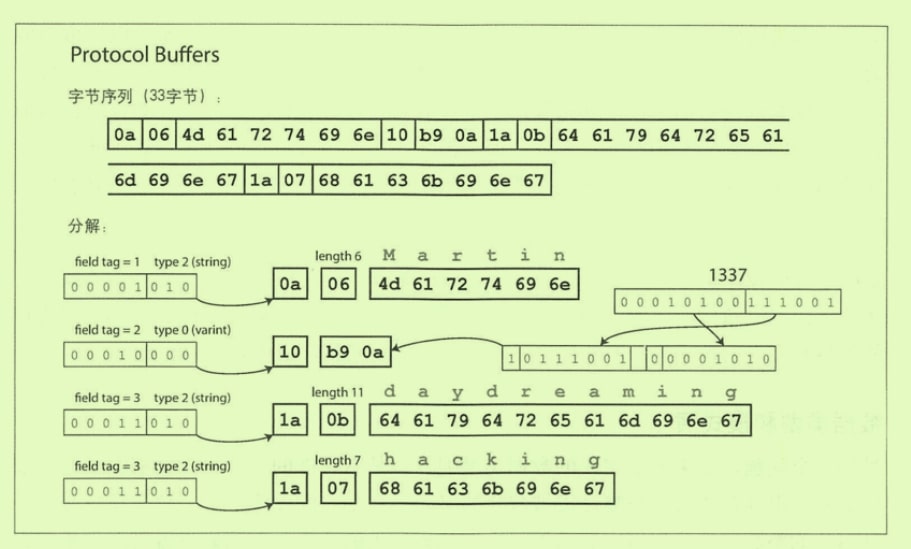 Protocol Buffers
字节序列（33字节）：
0a 06 4d 61 72 74 69 6e 10 b9 0a 1a 0b 64 61 79 64 72 65 61
6d 69 6e 67 1a 07 68 61 63 6b 69 6e 67
分解：
field tag = 1 type 2 (string) length 6 M a r t i n
0 0 0 0 1 0 1 0 0a 06 4d 61 72 74 69 6e
1337
0 0 0 1 0 1 0 0 1 1 1 0 0 1
field tag = 2 type 0 (varint)
0 0 0 1 0 0 0 0 10 b9 0a 1 0 1 1 1 0 0 1 0 0 0 0 1 0 1 0
field tag = 3 type 2 (string) length 11 d a y d r e a m i n g
0 0 0 1 1 0 1 0 1a 0b 64 61 79 64 72 65 61 6d 69 6e 67
field tag = 3 type 2 (string) length 7 h a c k i n g
0 0 0 1 1 0 1 0 1a 07 68 61 63 6b 69 6e 67